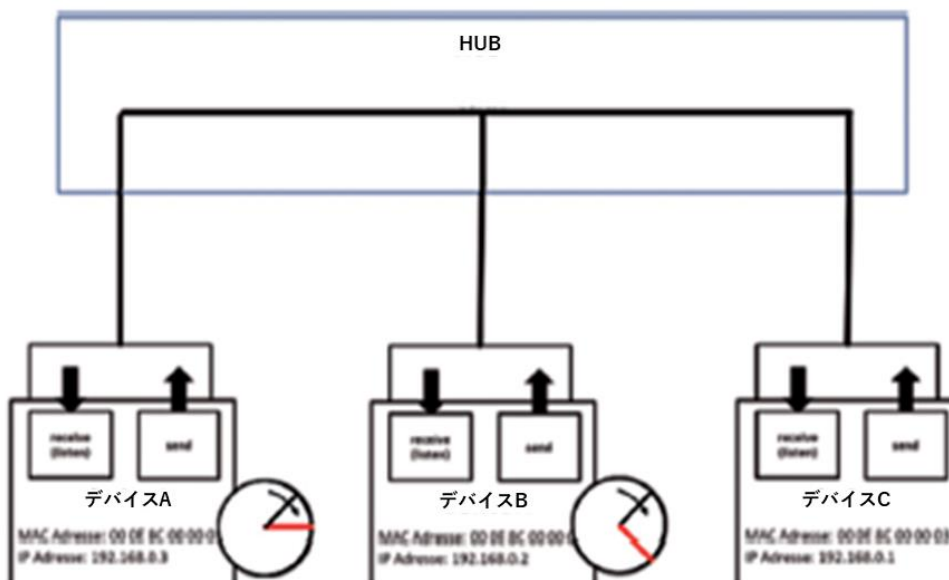 HUB
receive
(listen)
send
receive
(listen)
send
receive
(listen)
send
デバイスA
デバイスB
デバイスC
MAC Adresse: 00 0E 8C 00 00 0
IP Adresse: 192.168.0.3
MAC Adresse: 00 0E 8C 00 00 0
IP Adresse: 192.168.0.2
MAC Adresse: 00 0E 8C 00 00 03
IP Adresse: 192.168.0.1